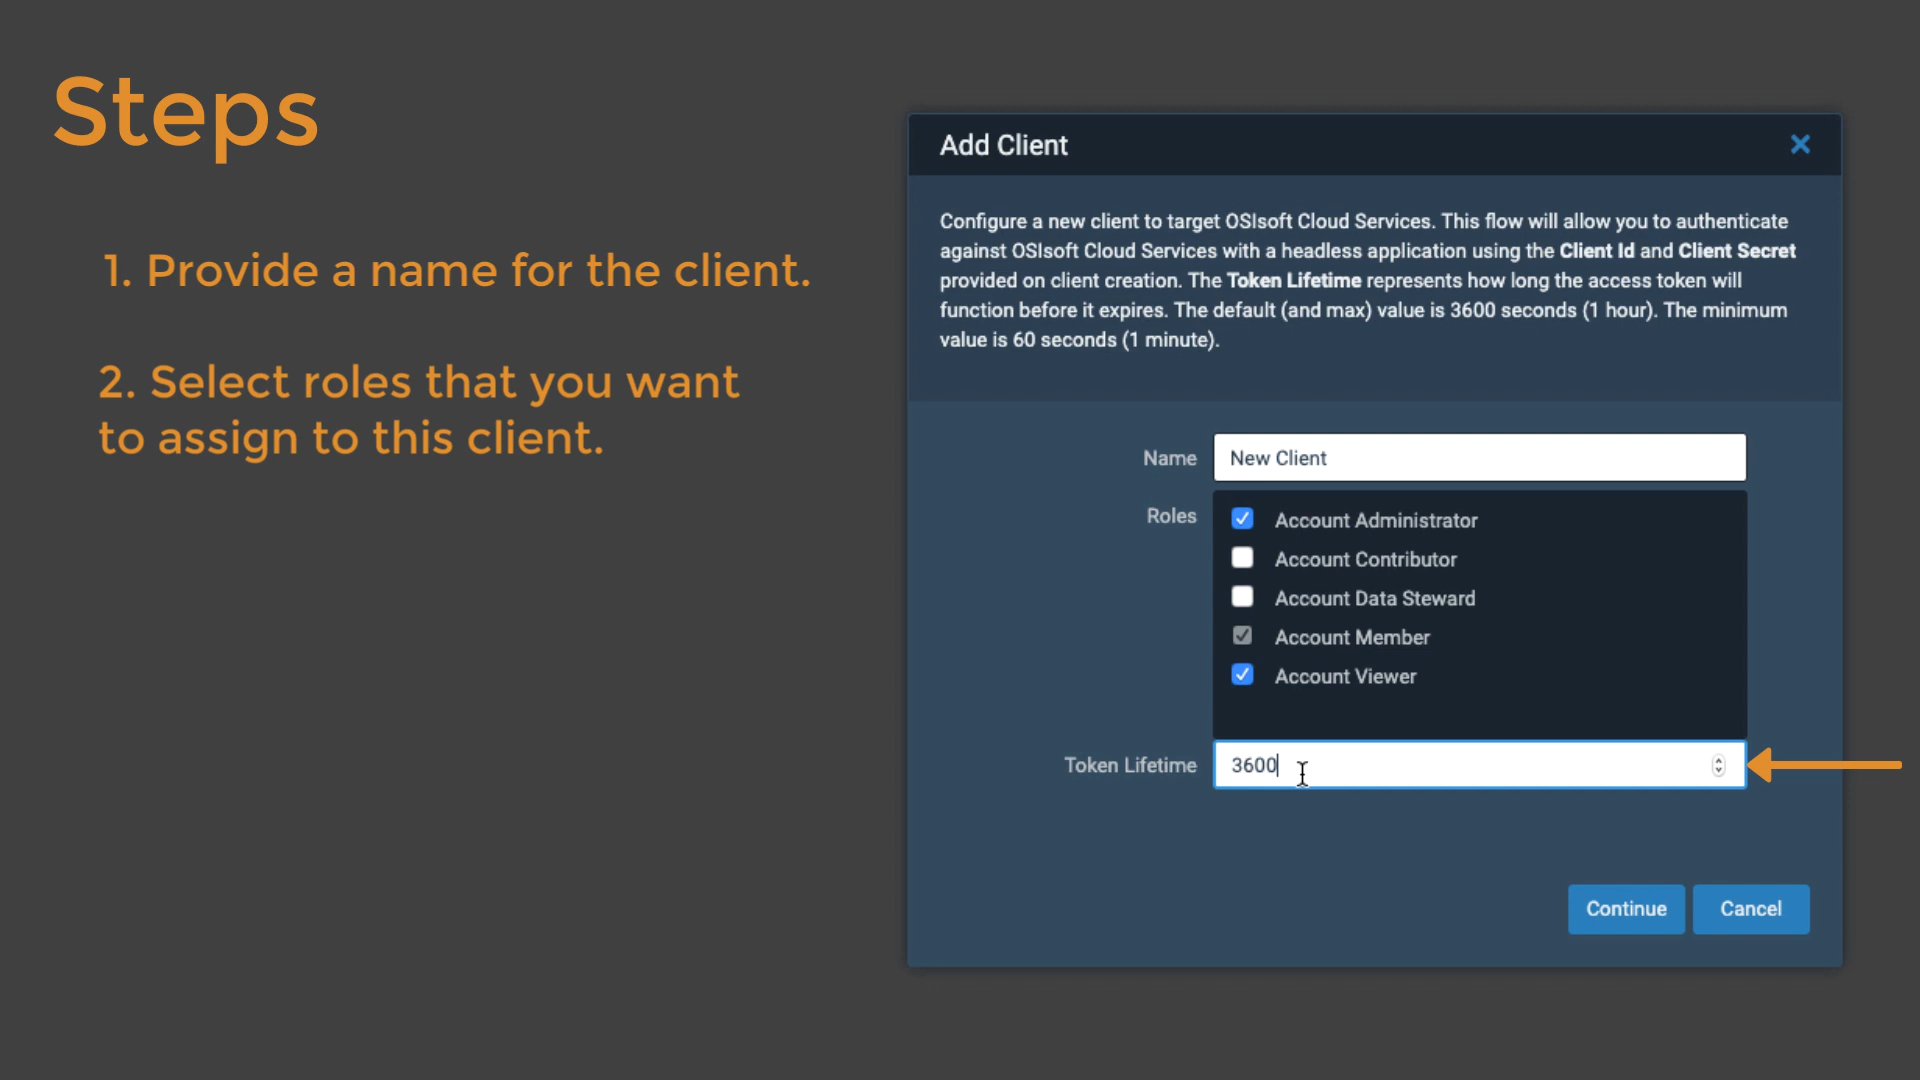 Steps
1. Provide a name for the client.
2. Select roles that you want
to assign to this client.
Add Client
Configure a new client to target OSIsoft Cloud Services. This flow will allow you to authenticate
against OSIsoft Cloud Services with a headless application using the Client Id and Client Secret
provided on client creation. The Token Lifetime represents how long the access token will
function before it expires. The default (and max) value is 3600 seconds (1 hour). The minimum
value is 60 seconds (1 minute).
Name
New Client
Roles
Account Administrator
Account Contributor
Account Data Steward
Account Member
Account Viewer
Token Lifetime
3600
Continue
Cancel